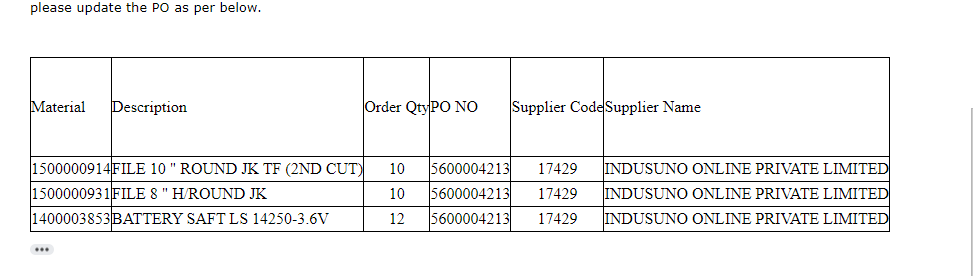 please update the PO as per below.
Material Description Order Qty PO NO Supplier Code Supplier Name
1500000914 FILE 10 " ROUND JK TF (2ND CUT) 10 5600004213 17429 INDUSUNO ONLINE PRIVATE LIMITED
1500000931 FILE 8 " H/ROUND JK 10 5600004213 17429 INDUSUNO ONLINE PRIVATE LIMITED
1400003853 BATTERY SAFT LS 14250-3.6V 12 5600004213 17429 INDUSUNO ONLINE PRIVATE LIMITED